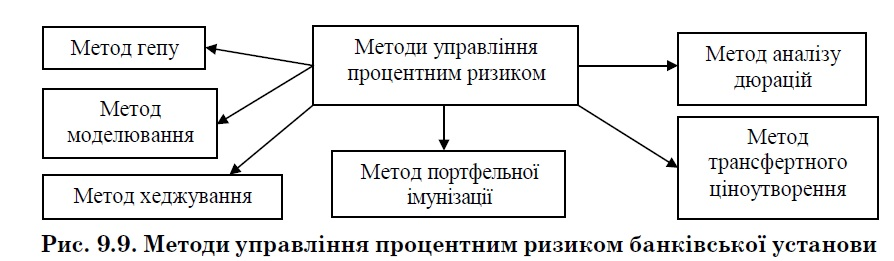 Метод гепу
Методи управління
процентним ризиком
Метод аналізу
дюрацій
Метод
моделювання
Метод
трансфертного
ціноутворення
Метод хеджування
Метод портфельної
імунізації
Рис. 9.9. Методи управління процентним ризиком банківської установи